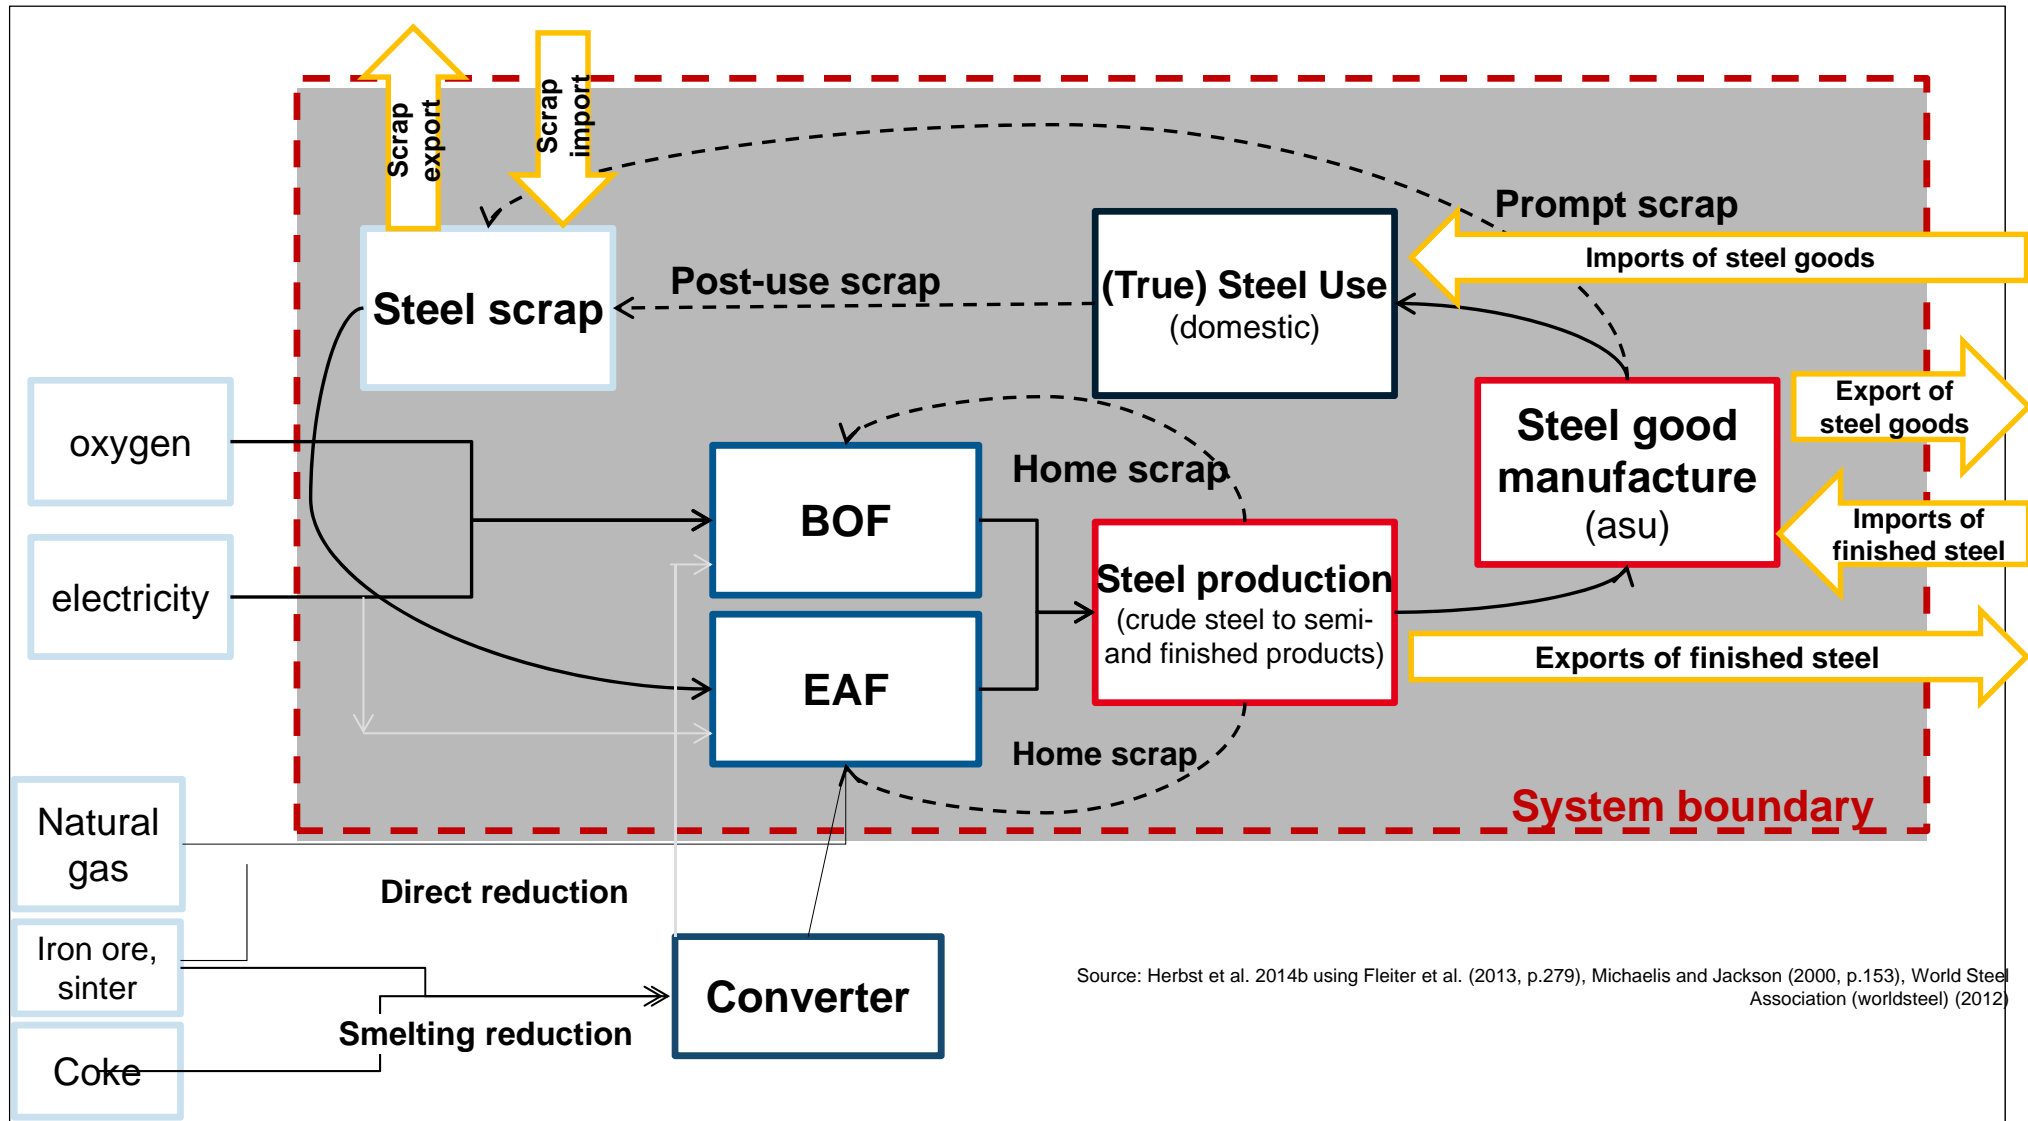 Scrap
export
Scrap
import
Prompt scrap
Imports of steel goods
Post-use scrap
(True) Steel Use
(domestic)
Steel scrap
Export of
steel goods
oxygen
Steel good
manufacture
(asu)
Home scrap
BOF
Imports of
finished steel
electricity
Steel production
(crude steel to semi-
and finished products)
Exports of finished steel
EAF
Home scrap
System boundary
Natural
gas
Direct reduction
Iron ore,
sinter
Converter
Source: Herbst et al. 2014b using Fleiter et al. (2013, p.279), Michaelis and Jackson (2000, p.153), World Steel
Association (worldsteel) (2012)
Smelting reduction
Coke